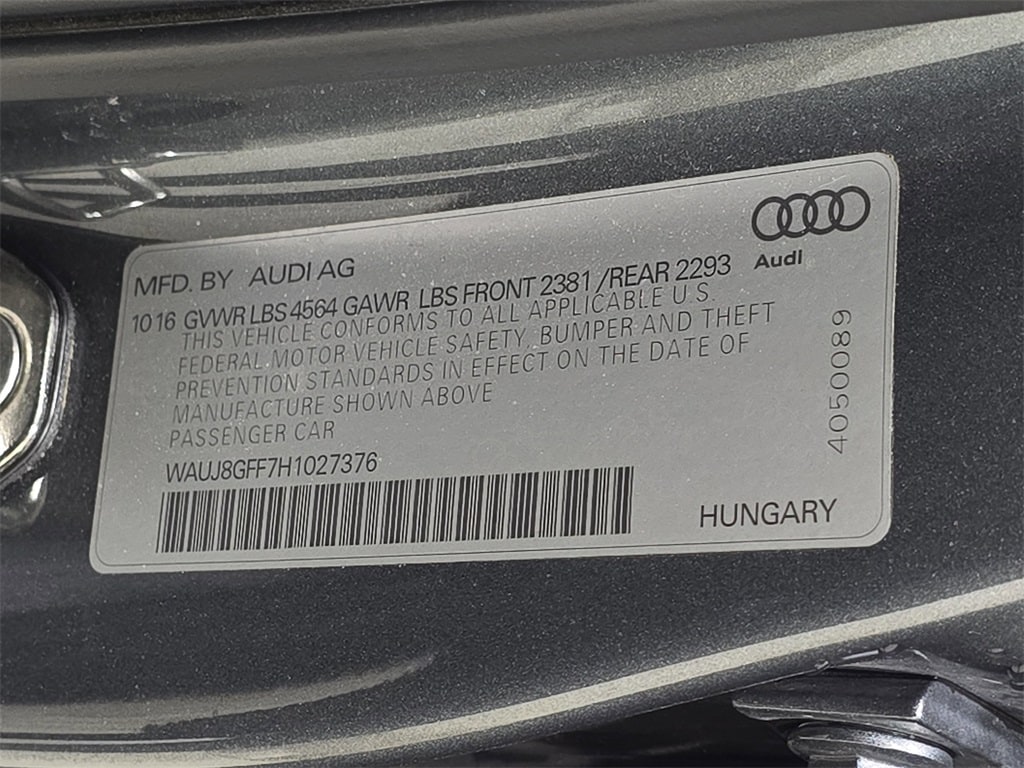 MFD. BY AUDI AG
Audi
1016 GVWR LBS 4564 GAWR LBS FRONT 2381 /REAR 2293
THIS VEHICLE CONFORMS TO ALL APPLICABLE U.S.
FEDERAL MOTOR VEHICLE SAFETY, BUMPER AND THEFT
PREVENTION STANDARDS IN EFFECT ON THE DATE OF
MANUFACTURE SHOWN ABOVE
PASSENGER CAR
WAUJ8GFF7H1027376
HUNGARY
4050089